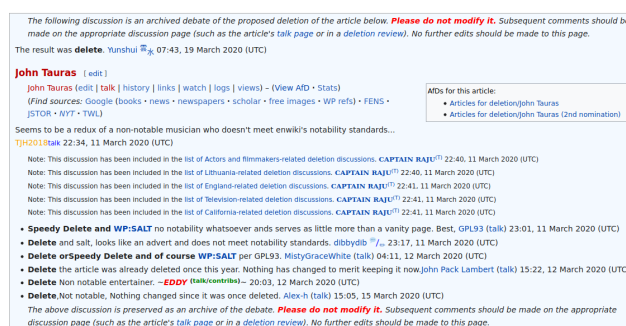 The following discussion is an archived debate of the proposed deletion of the article below. Please do not modify it. Subsequent comments should be
made on the appropriate discussion page (such as the article's talk page or in a deletion review). No further edits should be made to this page.
The result was delete. Yunshui 雲水 07:43, 19 March 2020 (UTC)
John Tauras [ edit ]
John Tauras (edit | talk | history | links | watch | logs | views) – (View AfD · Stats)
(Find sources: Google (books · news · newspapers · scholar · free images · WP refs) · FENS ·
JSTOR · NYT · TWL)
AfDs for this article:
• Articles for deletion/John Tauras
• Articles for deletion/John Tauras (2nd nomination)
Seems to be a redux of a non-notable musician who doesn't meet enwiki's notability standards...
TJH2018talk 22:34, 11 March 2020 (UTC)
Note: This discussion has been included in the list of Actors and filmmakers-related deletion discussions. CAPTAIN RAJU(T) 22:40, 11 March 2020 (UTC)
Note: This discussion has been included in the list of Lithuania-related deletion discussions. CAPTAIN RAJU(T) 22:40, 11 March 2020 (UTC)
Note: This discussion has been included in the list of England-related deletion discussions. CAPTAIN RAJU(T) 22:41, 11 March 2020 (UTC)
Note: This discussion has been included in the list of Television-related deletion discussions. CAPTAIN RAJU(T) 22:41, 11 March 2020 (UTC)
Note: This discussion has been included in the list of California-related deletion discussions. CAPTAIN RAJU(T) 22:41, 11 March 2020 (UTC)
• Speedy Delete and WP:SALT no notability whatsoever ands serves as little more than a vanity page. Best, GPL93 (talk) 23:01, 11 March 2020 (UTC)
• Delete and salt, looks like an advert and does not meet notability standards. dibbydib 23:17, 11 March 2020 (UTC)
• Delete orSpeedy Delete and of course WP:SALT per GPL93. MistyGraceWhite (talk) 04:11, 12 March 2020 (UTC)
• Delete the article was already deleted once this year. Nothing has changed to merit keeping it now.John Pack Lambert (talk) 15:22, 12 March 2020 (UTC)
• Delete Non notable entertainer. ~EDDY (talk/contribs)~ 20:03, 12 March 2020 (UTC)
• Delete,Not notable, Nothing changed since it was once deleted. Alex-h (talk) 15:05, 15 March 2020 (UTC)
The above discussion is preserved as an archive of the debate. Please do not modify it. Subsequent comments should be made on the appropriate
discussion page (such as the article's talk page or in a deletion review). No further edits should be made to this page.